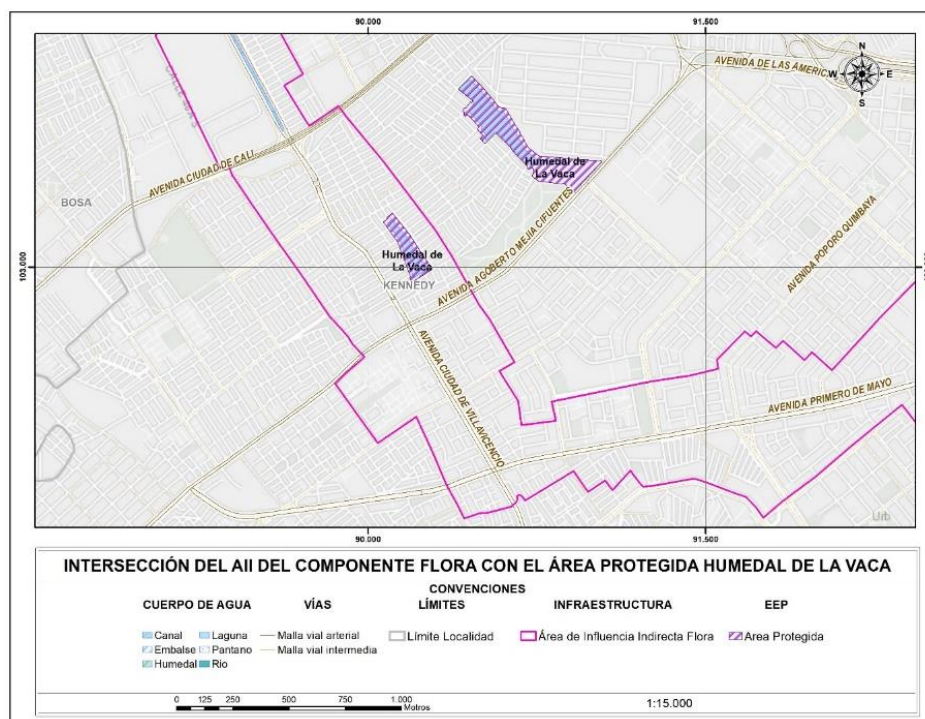 90.000
91.500
N
W E
S
AVENIDA DE LAS AMERIC
AVENIDA CIUDAD DE CALI
BOSA
Humedal de
La Vaca
Humedal de
La Vaca
KENNEDY
103.000
AVENIDA AGOBERTO MEJIA CIFUENTES
AVENIDA POPORO QUIMBAYA
AVENIDA CIUDAD DE VILLAVICENCIO
AVENIDA PRIMERO DE MAYO
Urb
90.000
91.500
INTERSECCIÓN DEL AII DEL COMPONENTE FLORA CON EL ÁREA PROTEGIDA HUMEDAL DE LA VACA
CONVENCIONES
CUERPO DE AGUA VÍAS LÍMITES INFRAESTRUCTURA EEP
Canal Laguna Malla vial arterial Límite Localidad Área de Influencia Indirecta Flora Area Protegida
Embalse Pantano Malla vial intermedia
Humedal Rio
0 125 250 500 750 1.000
Metros
1:15.000